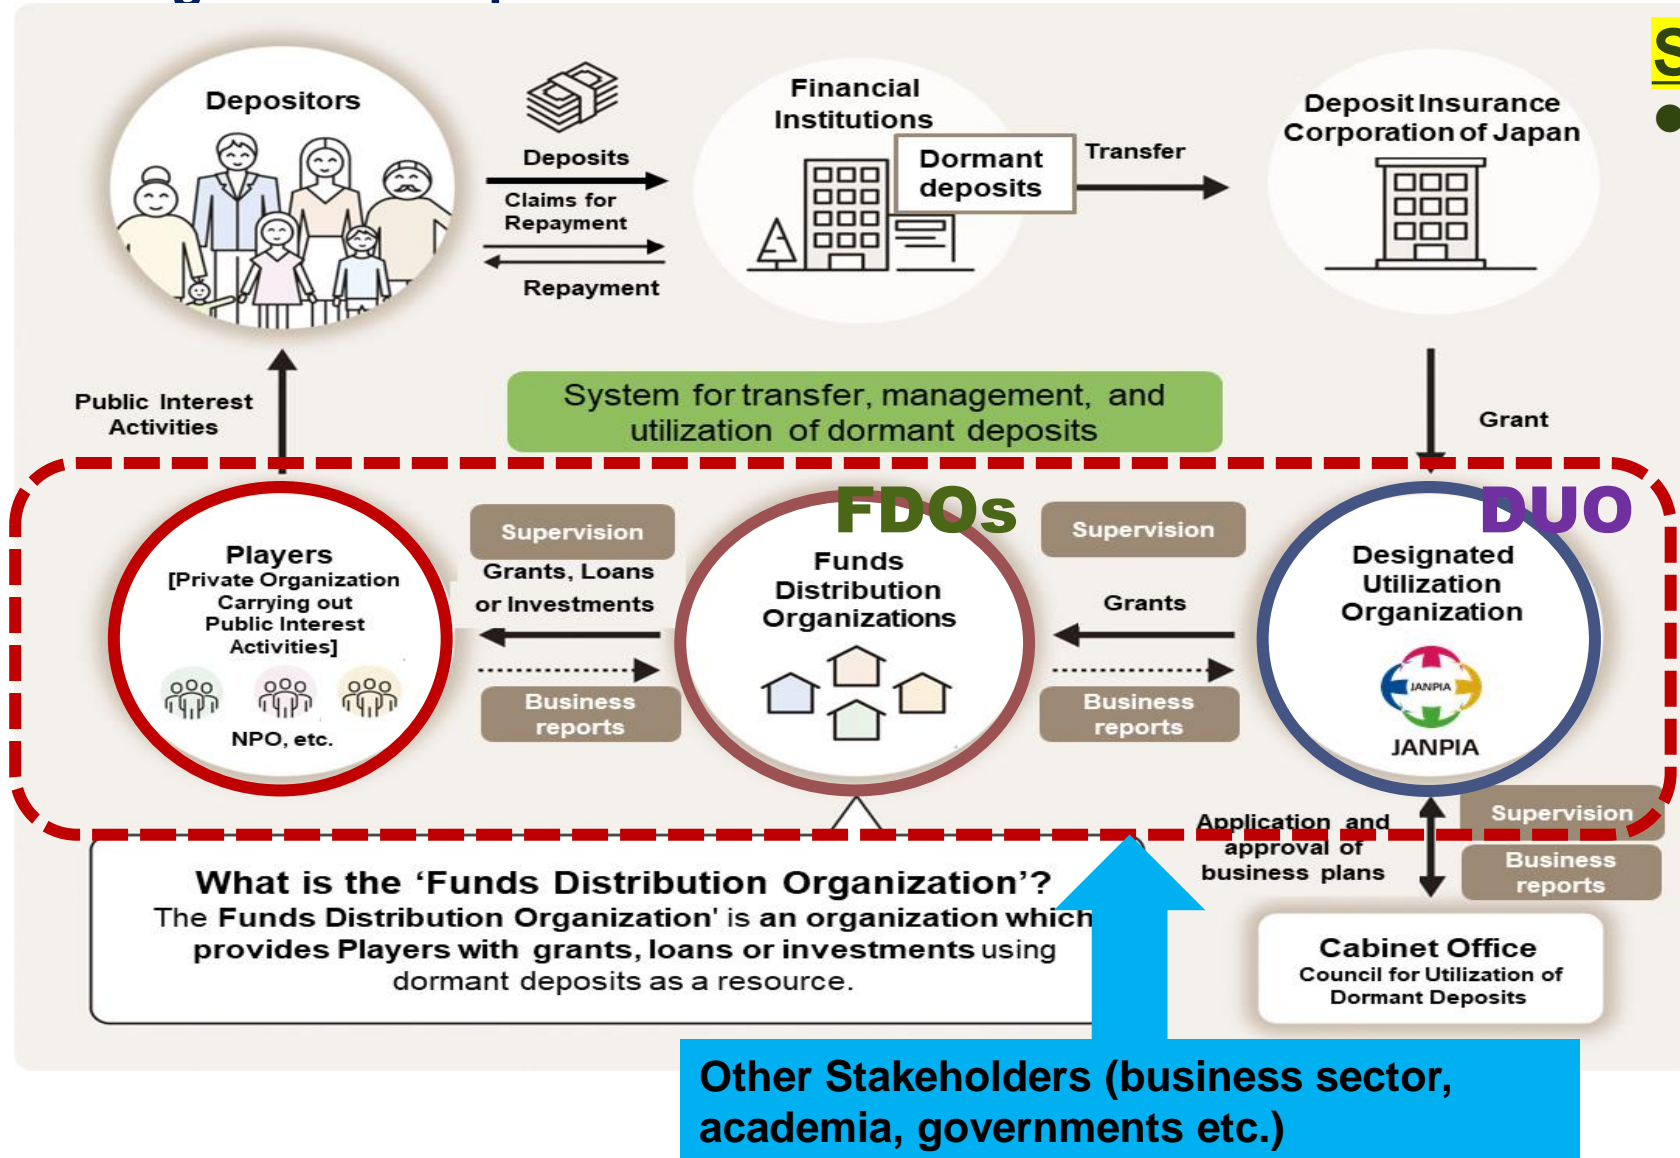 S
Depositors
Deposits
Claims for
Repayment
Repayment
Financial
Institutions
Dormant
deposits
Transfer
Deposit Insurance
Corporation of Japan
Public Interest
Activities
System for transfer, management, and
utilization of dormant deposits
Grant
FDOs
DUO
Players
[Private Organization
Carrying out
Public Interest
Activities]
NPO, etc.
Supervision
Grants, Loans
or Investments
Business
reports
Funds
Distribution
Organizations
Supervision
Grants
Business
reports
Designated
Utilization
Organization
JANPIA
JANPIA
Application and
approval of
business plans
Supervision
Business
reports
What is the ‘Funds Distribution Organization’?
The Funds Distribution Organization' is an organization which
provides Players with grants, loans or investments using
dormant deposits as a resource.
Cabinet Office
Council for Utilization of
Dormant Deposits
Other Stakeholders (business sector,
academia, governments etc.)